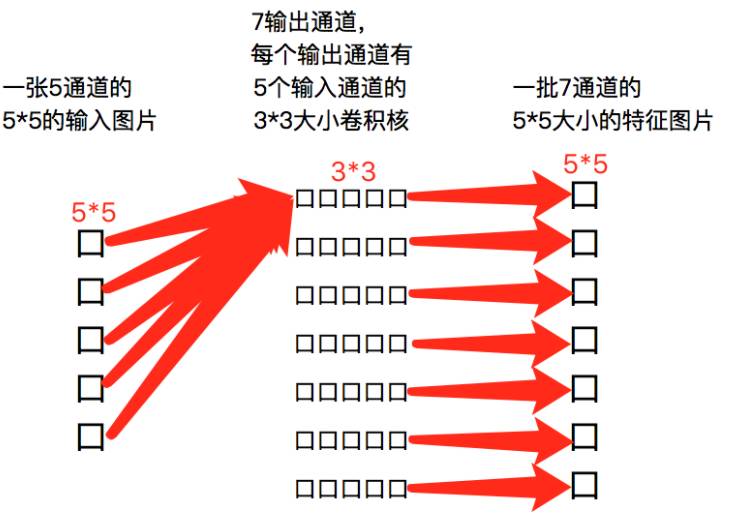 7输出通道,
每个输出通道有
5个输入通道的
3*3大小卷积核
一张5通道的
5*5的输入图片
一批7通道的
5*5大小的特征图片
3*3
5*5
5*5